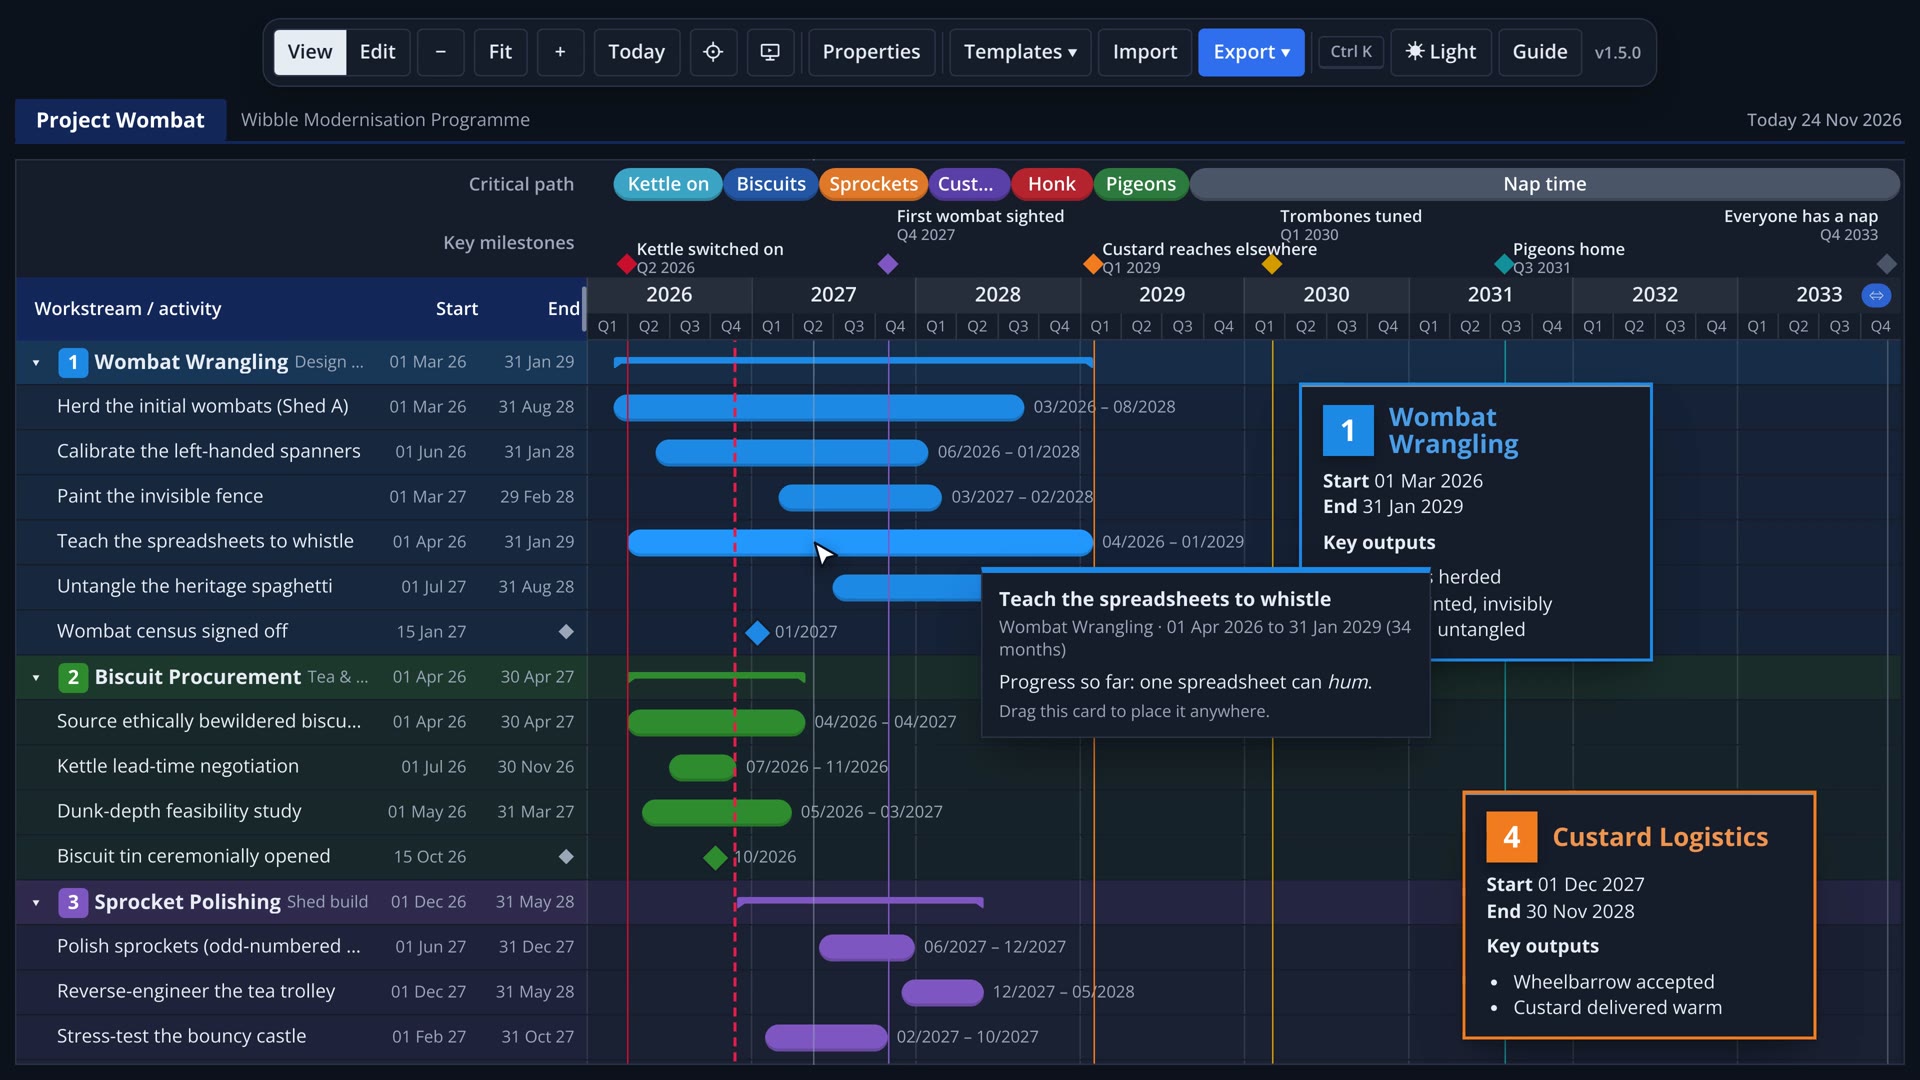 View Edit − Fit + Today Properties Templates ▾ Import Export ▾ Ctrl K ☀ Light Guide v1.5.0
Project Wombat Wibble Modernisation Programme Today 24 Nov 2026
Critical path Kettle on Biscuits Sprockets Cust... Honk Pigeons Nap time
First wombat sighted Trombones tuned Everyone has a nap
Q4 2027 Q1 2030 Q4 2033
Key milestones Kettle switched on Custard reaches elsewhere Pigeons home
Q2 2026 Q1 2029 Q3 2031
2026 2027 2028 2029 2030 2031 2032 2033
Workstream / activity Start End
Q1 Q2 Q3 Q4 Q1 Q2 Q3 Q4 Q1 Q2 Q3 Q4 Q1 Q2 Q3 Q4 Q1 Q2 Q3 Q4 Q1 Q2 Q3 Q4 Q1 Q2 Q3 Q4 Q1 Q2 Q3 Q4
1 Wombat Wrangling Design ... 01 Mar 26 31 Jan 29
Herd the initial wombats (Shed A) 01 Mar 26 31 Aug 28 03/2026 – 08/2028
Calibrate the left-handed spanners 01 Jun 26 31 Jan 28 06/2026 – 01/2028
Paint the invisible fence 01 Mar 27 29 Feb 28 03/2027 – 02/2028
Teach the spreadsheets to whistle 01 Apr 26 31 Jan 29 04/2026 – 01/2029
Untangle the heritage spaghetti 01 Jul 27 31 Aug 28
Wombat census signed off 15 Jan 27 01/2027
2 Biscuit Procurement Tea & ... 01 Apr 26 30 Apr 27
Source ethically bewildered biscu... 01 Apr 26 30 Apr 27 04/2026 – 04/2027
Kettle lead-time negotiation 01 Jul 26 30 Nov 26 07/2026 – 11/2026
Dunk-depth feasibility study 01 May 26 31 Mar 27 05/2026 – 03/2027
Biscuit tin ceremonially opened 15 Oct 26 10/2026
3 Sprocket Polishing Shed build 01 Dec 26 31 May 28
Polish sprockets (odd-numbered ... 01 Jun 27 31 Dec 27 06/2027 – 12/2027
Reverse-engineer the tea trolley 01 Dec 27 31 May 28 12/2027 – 05/2028
Stress-test the bouncy castle 01 Feb 27 31 Oct 27 02/2027 – 10/2027
1 Wombat
Wrangling
Start 01 Mar 2026
End 31 Jan 2029
Key outputs
herded
invisibly
untangled
Teach the spreadsheets to whistle
Wombat Wrangling · 01 Apr 2026 to 31 Jan 2029 (34
months)
Progress so far: one spreadsheet can hum.
Drag this card to place it anywhere.
4 Custard Logistics
Start 01 Dec 2027
End 30 Nov 2028
Key outputs
• Wheelbarrow accepted
• Custard delivered warm